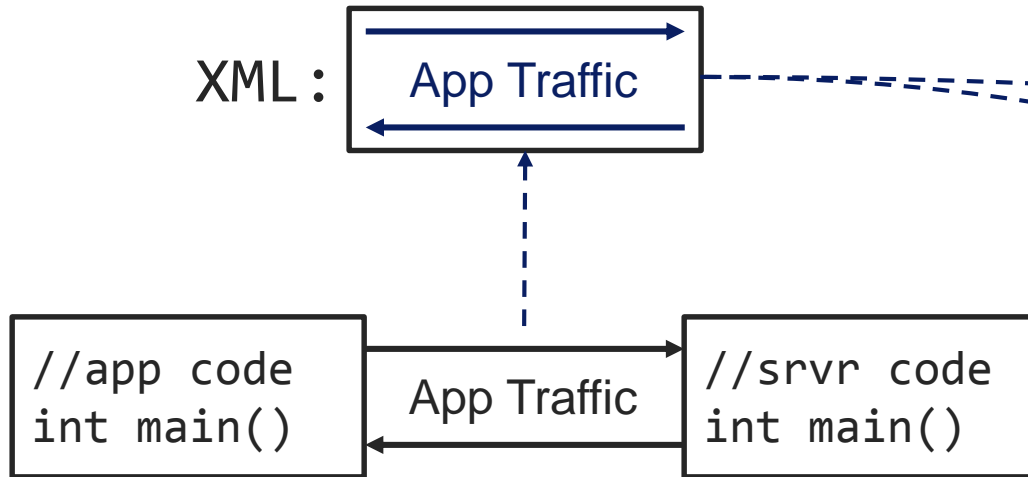 XML:
App Traffic
//app code
int main()
App Traffic
//srvr code
int main()